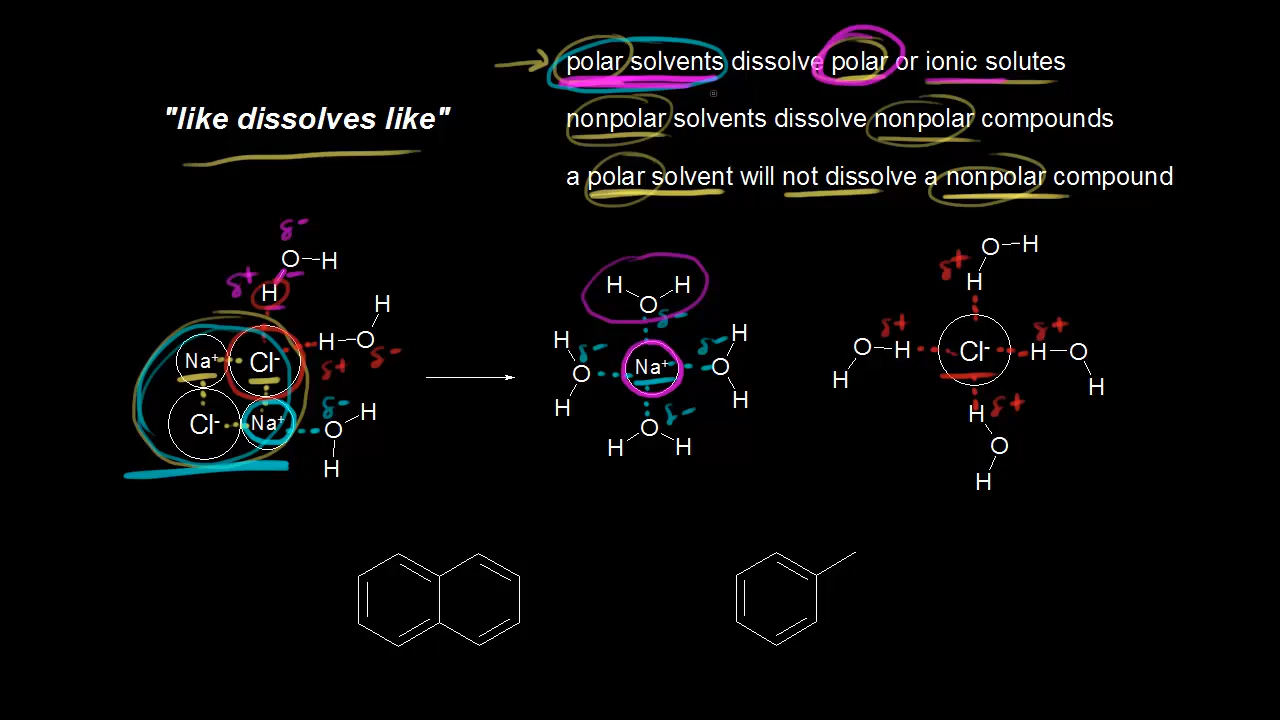 polar solvents dissolve polar or ionic solutes
"like dissolves like"
nonpolar solvents dissolve nonpolar compounds
a polar solvent will not dissolve a nonpolar compound
δ-
O H
δ+
H
H
Na+ Cl-
H O
δ+ δ-
Cl- Na+
δ-
H
O
H
H H
O
δ-
H
δ-
O
H
Na+
δ-
H
O
H
δ-
O
H H
O H
δ+
H
δ+
O H
H
Cl-
δ+
H O
H
H
δ+
O
H